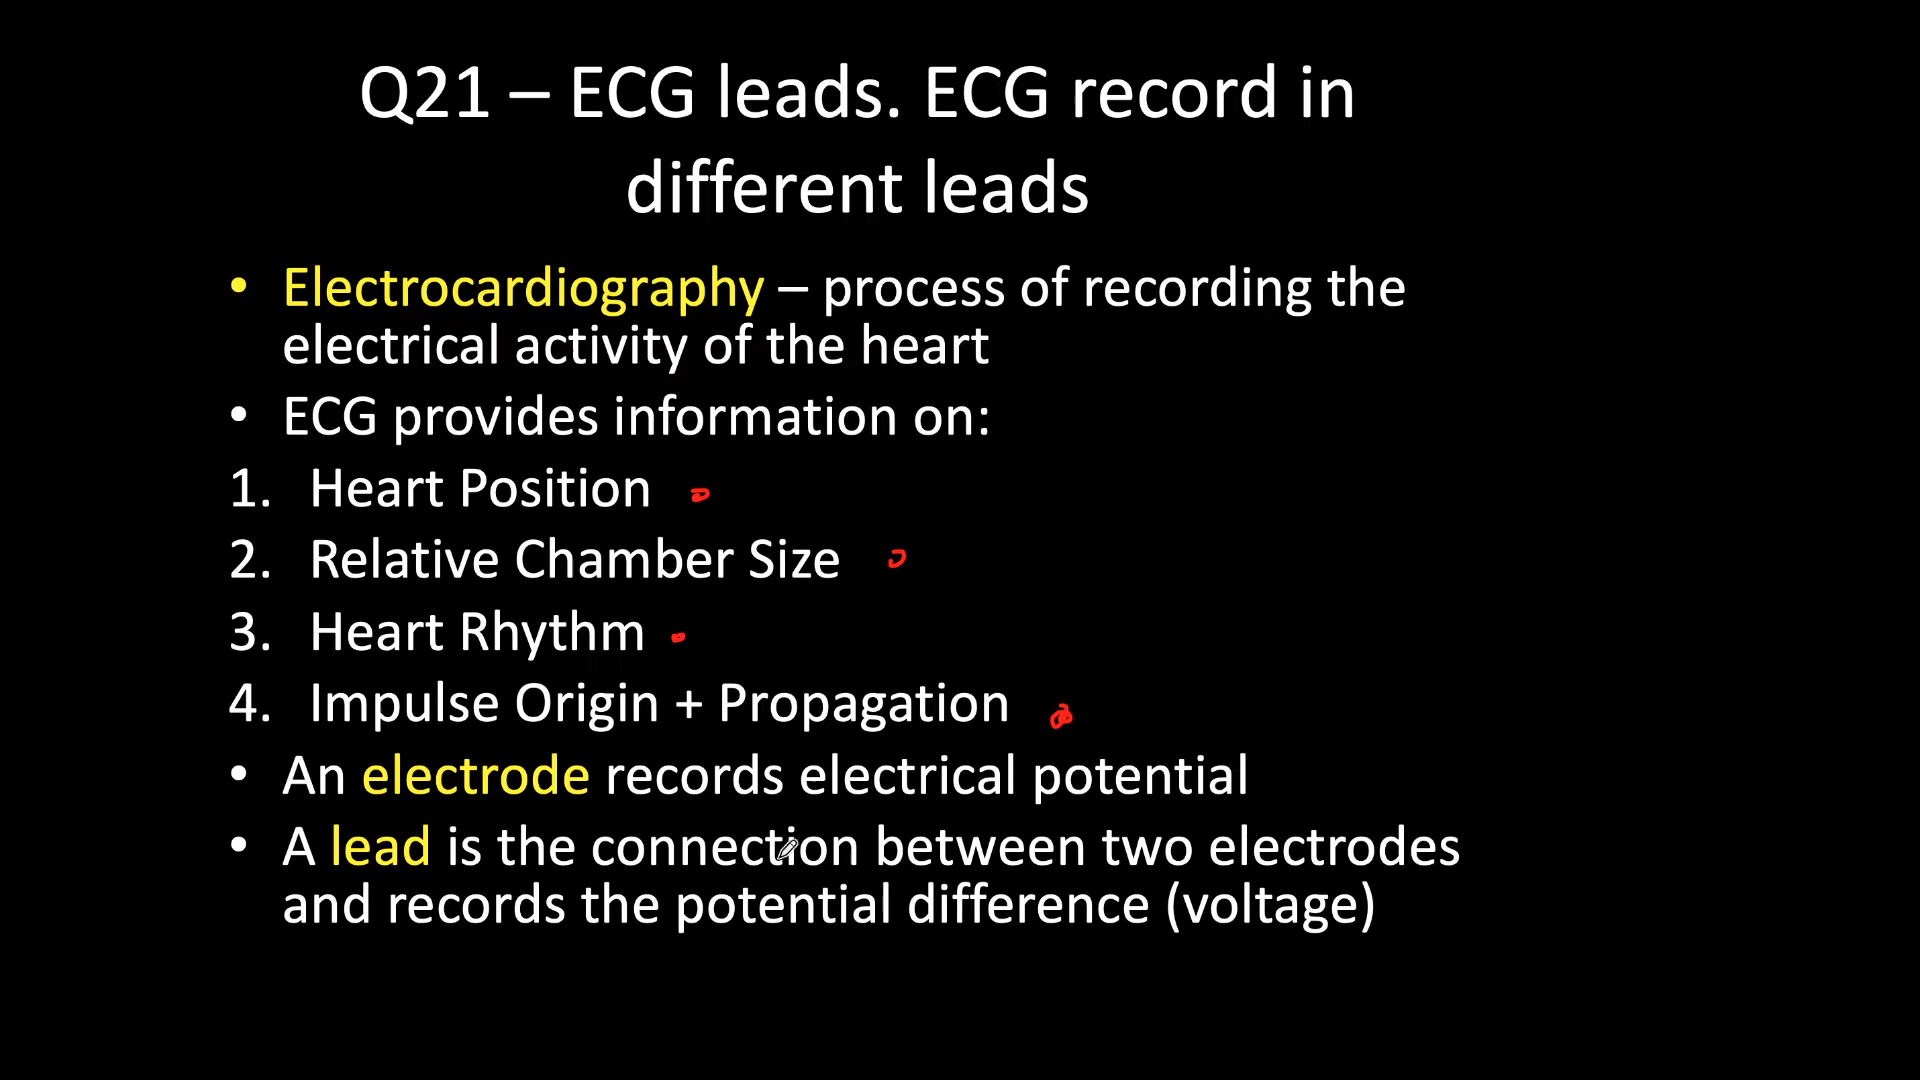 Q21 – ECG leads. ECG record in
different leads
• Electrocardiography – process of recording the
electrical activity of the heart
• ECG provides information on:
1. Heart Position
2. Relative Chamber Size
3. Heart Rhythm
4. Impulse Origin + Propagation
• An electrode records electrical potential
• A lead is the connection between two electrodes
and records the potential difference (voltage)